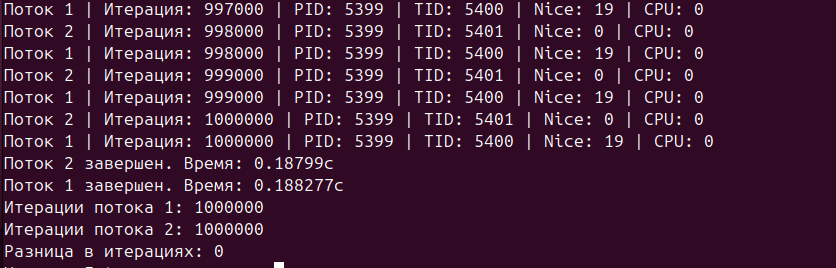 Поток 1 | Итерация: 997000 | PID: 5399 | TID: 5400 | Nice: 19 | CPU: 0
Поток 2 | Итерация: 998000 | PID: 5399 | TID: 5401 | Nice: 0 | CPU: 0
Поток 1 | Итерация: 998000 | PID: 5399 | TID: 5400 | Nice: 19 | CPU: 0
Поток 2 | Итерация: 999000 | PID: 5399 | TID: 5401 | Nice: 0 | CPU: 0
Поток 1 | Итерация: 999000 | PID: 5399 | TID: 5400 | Nice: 19 | CPU: 0
Поток 2 | Итерация: 1000000 | PID: 5399 | TID: 5401 | Nice: 0 | CPU: 0
Поток 1 | Итерация: 1000000 | PID: 5399 | TID: 5400 | Nice: 19 | CPU: 0
Поток 2 завершен. Время: 0.18799с
Поток 1 завершен. Время: 0.188277с
Итерации потока 1: 1000000
Итерации потока 2: 1000000
Разница в итерациях: 0